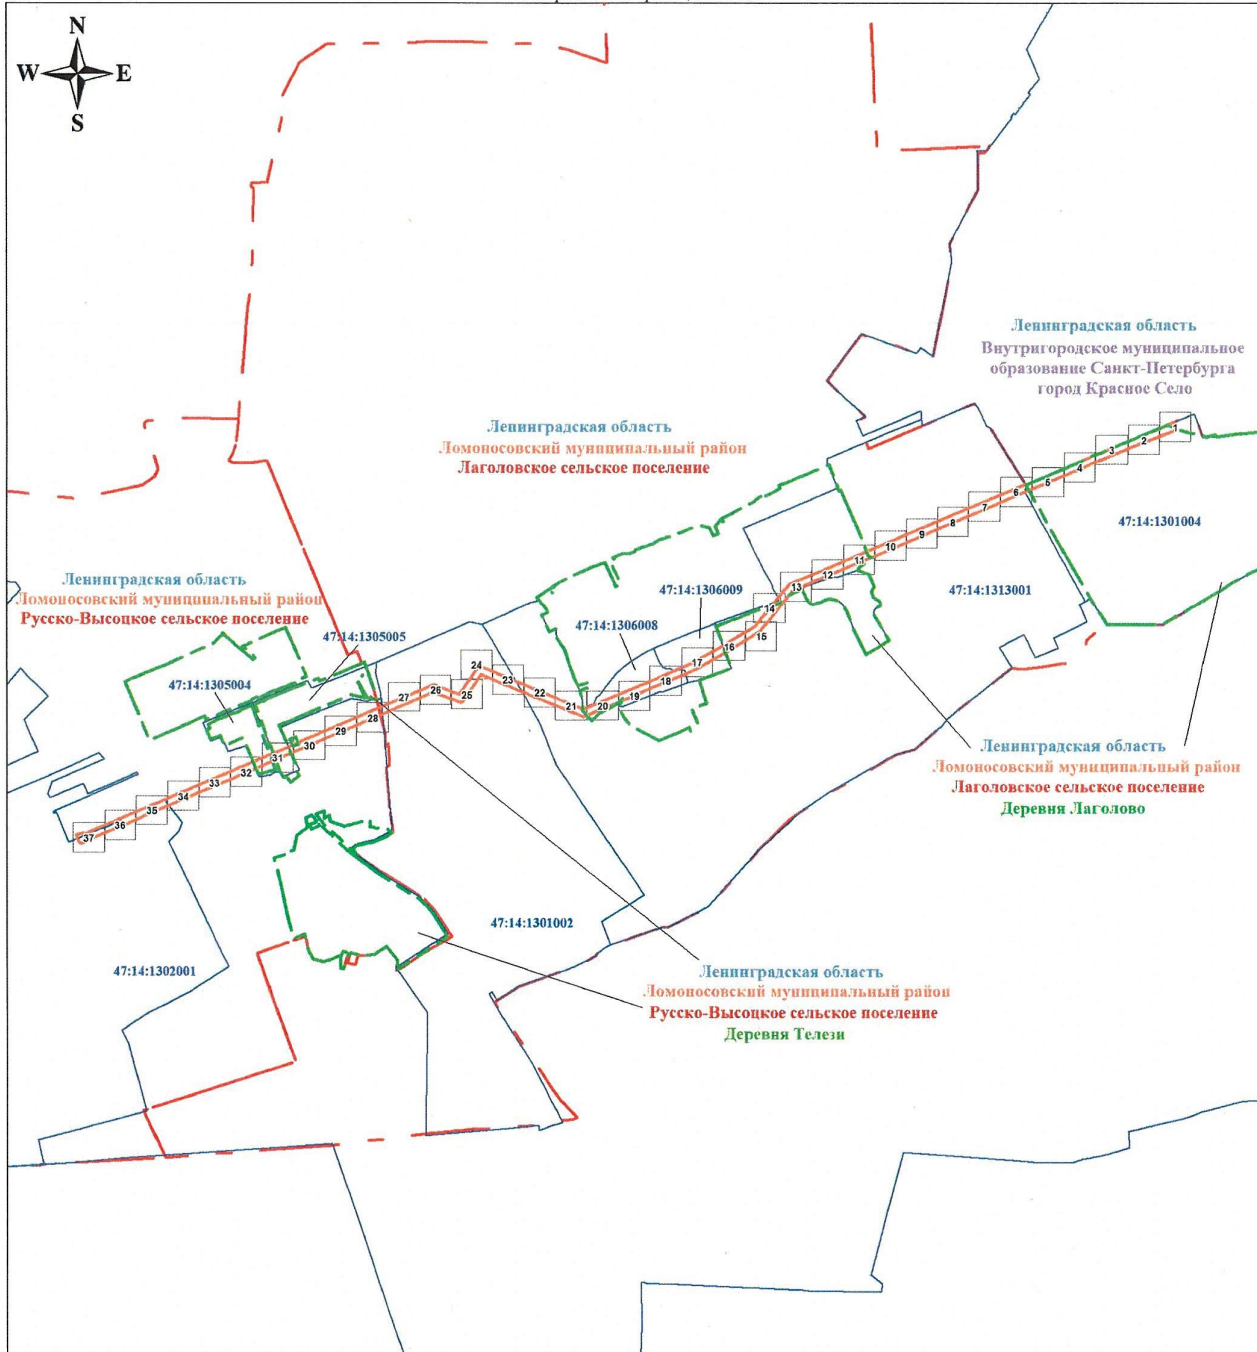 N
W E
S
Ленинградская область
Внутригородское муниципальное
образование Санкт-Петербурга
город Красное Село
Ленинградская область
Ломоносовский муниципальный район
Лаголовское сельское поселение
1
2
3
4
5
6
7
8
9
10
11
12
13
14
15
16
17
18
19
20
21
22
23
24
25
26
27
28
29
30
31
32
33
34
35
36
37
47:14:1301004
Ленинградская область
Ломоносовский муниципальный район
Русско-Высоцкое сельское поселение
47:14:1306009
47:14:1313001
47:14:1306008
47:14:1305005
47:14:1305004
Ленинградская область
Ломоносовский муниципальный район
Лаголовское сельское поселение
Деревня Лаголово
47:14:1301002
47:14:1302001
Ленинградская область
Ломоносовский муниципальный район
Русско-Высоцкое сельское поселение
Деревня Телези